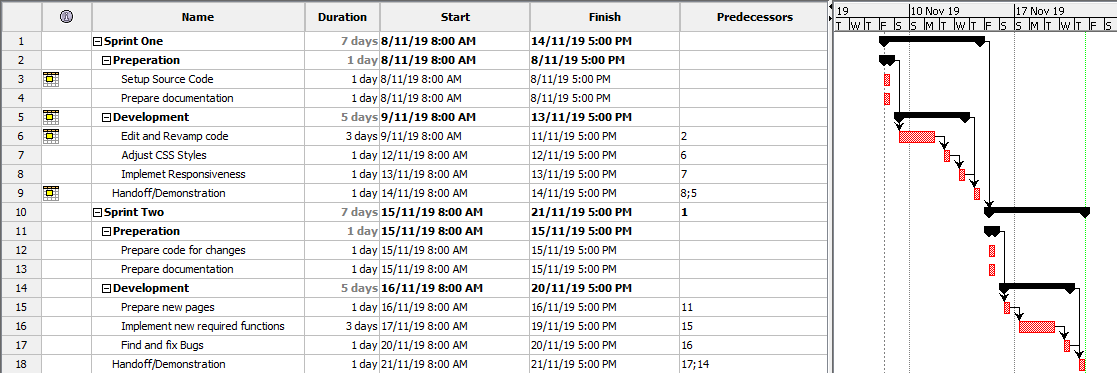 Name Duration Start Finish Predecessors 19 10 Nov 19 17 Nov 19
T W T F S S M T W T F S S M T W T F S
1 Sprint One 7 days 8/11/19 8:00 AM 14/11/19 5:00 PM
2 Preperation 1 day 8/11/19 8:00 AM 8/11/19 5:00 PM
3 Setup Source Code 1 day 8/11/19 8:00 AM 8/11/19 5:00 PM
4 Prepare documentation 1 day 8/11/19 8:00 AM 8/11/19 5:00 PM
5 Development 5 days 9/11/19 8:00 AM 13/11/19 5:00 PM
6 Edit and Revamp code 3 days 9/11/19 8:00 AM 11/11/19 5:00 PM 2
7 Adjust CSS Styles 1 day 12/11/19 8:00 AM 12/11/19 5:00 PM 6
8 Implemet Responsiveness 1 day 13/11/19 8:00 AM 13/11/19 5:00 PM 7
9 Handoff/Demonstration 1 day 14/11/19 8:00 AM 14/11/19 5:00 PM 8;5
10 Sprint Two 7 days 15/11/19 8:00 AM 21/11/19 5:00 PM 1
11 Preperation 1 day 15/11/19 8:00 AM 15/11/19 5:00 PM
12 Prepare code for changes 1 day 15/11/19 8:00 AM 15/11/19 5:00 PM
13 Prepare documentation 1 day 15/11/19 8:00 AM 15/11/19 5:00 PM
14 Development 5 days 16/11/19 8:00 AM 20/11/19 5:00 PM
15 Prepare new pages 1 day 16/11/19 8:00 AM 16/11/19 5:00 PM 11
16 Implement new required functions 3 days 17/11/19 8:00 AM 19/11/19 5:00 PM 15
17 Find and fix Bugs 1 day 20/11/19 8:00 AM 20/11/19 5:00 PM 16
18 Handoff/Demonstration 1 day 21/11/19 8:00 AM 21/11/19 5:00 PM 17;14